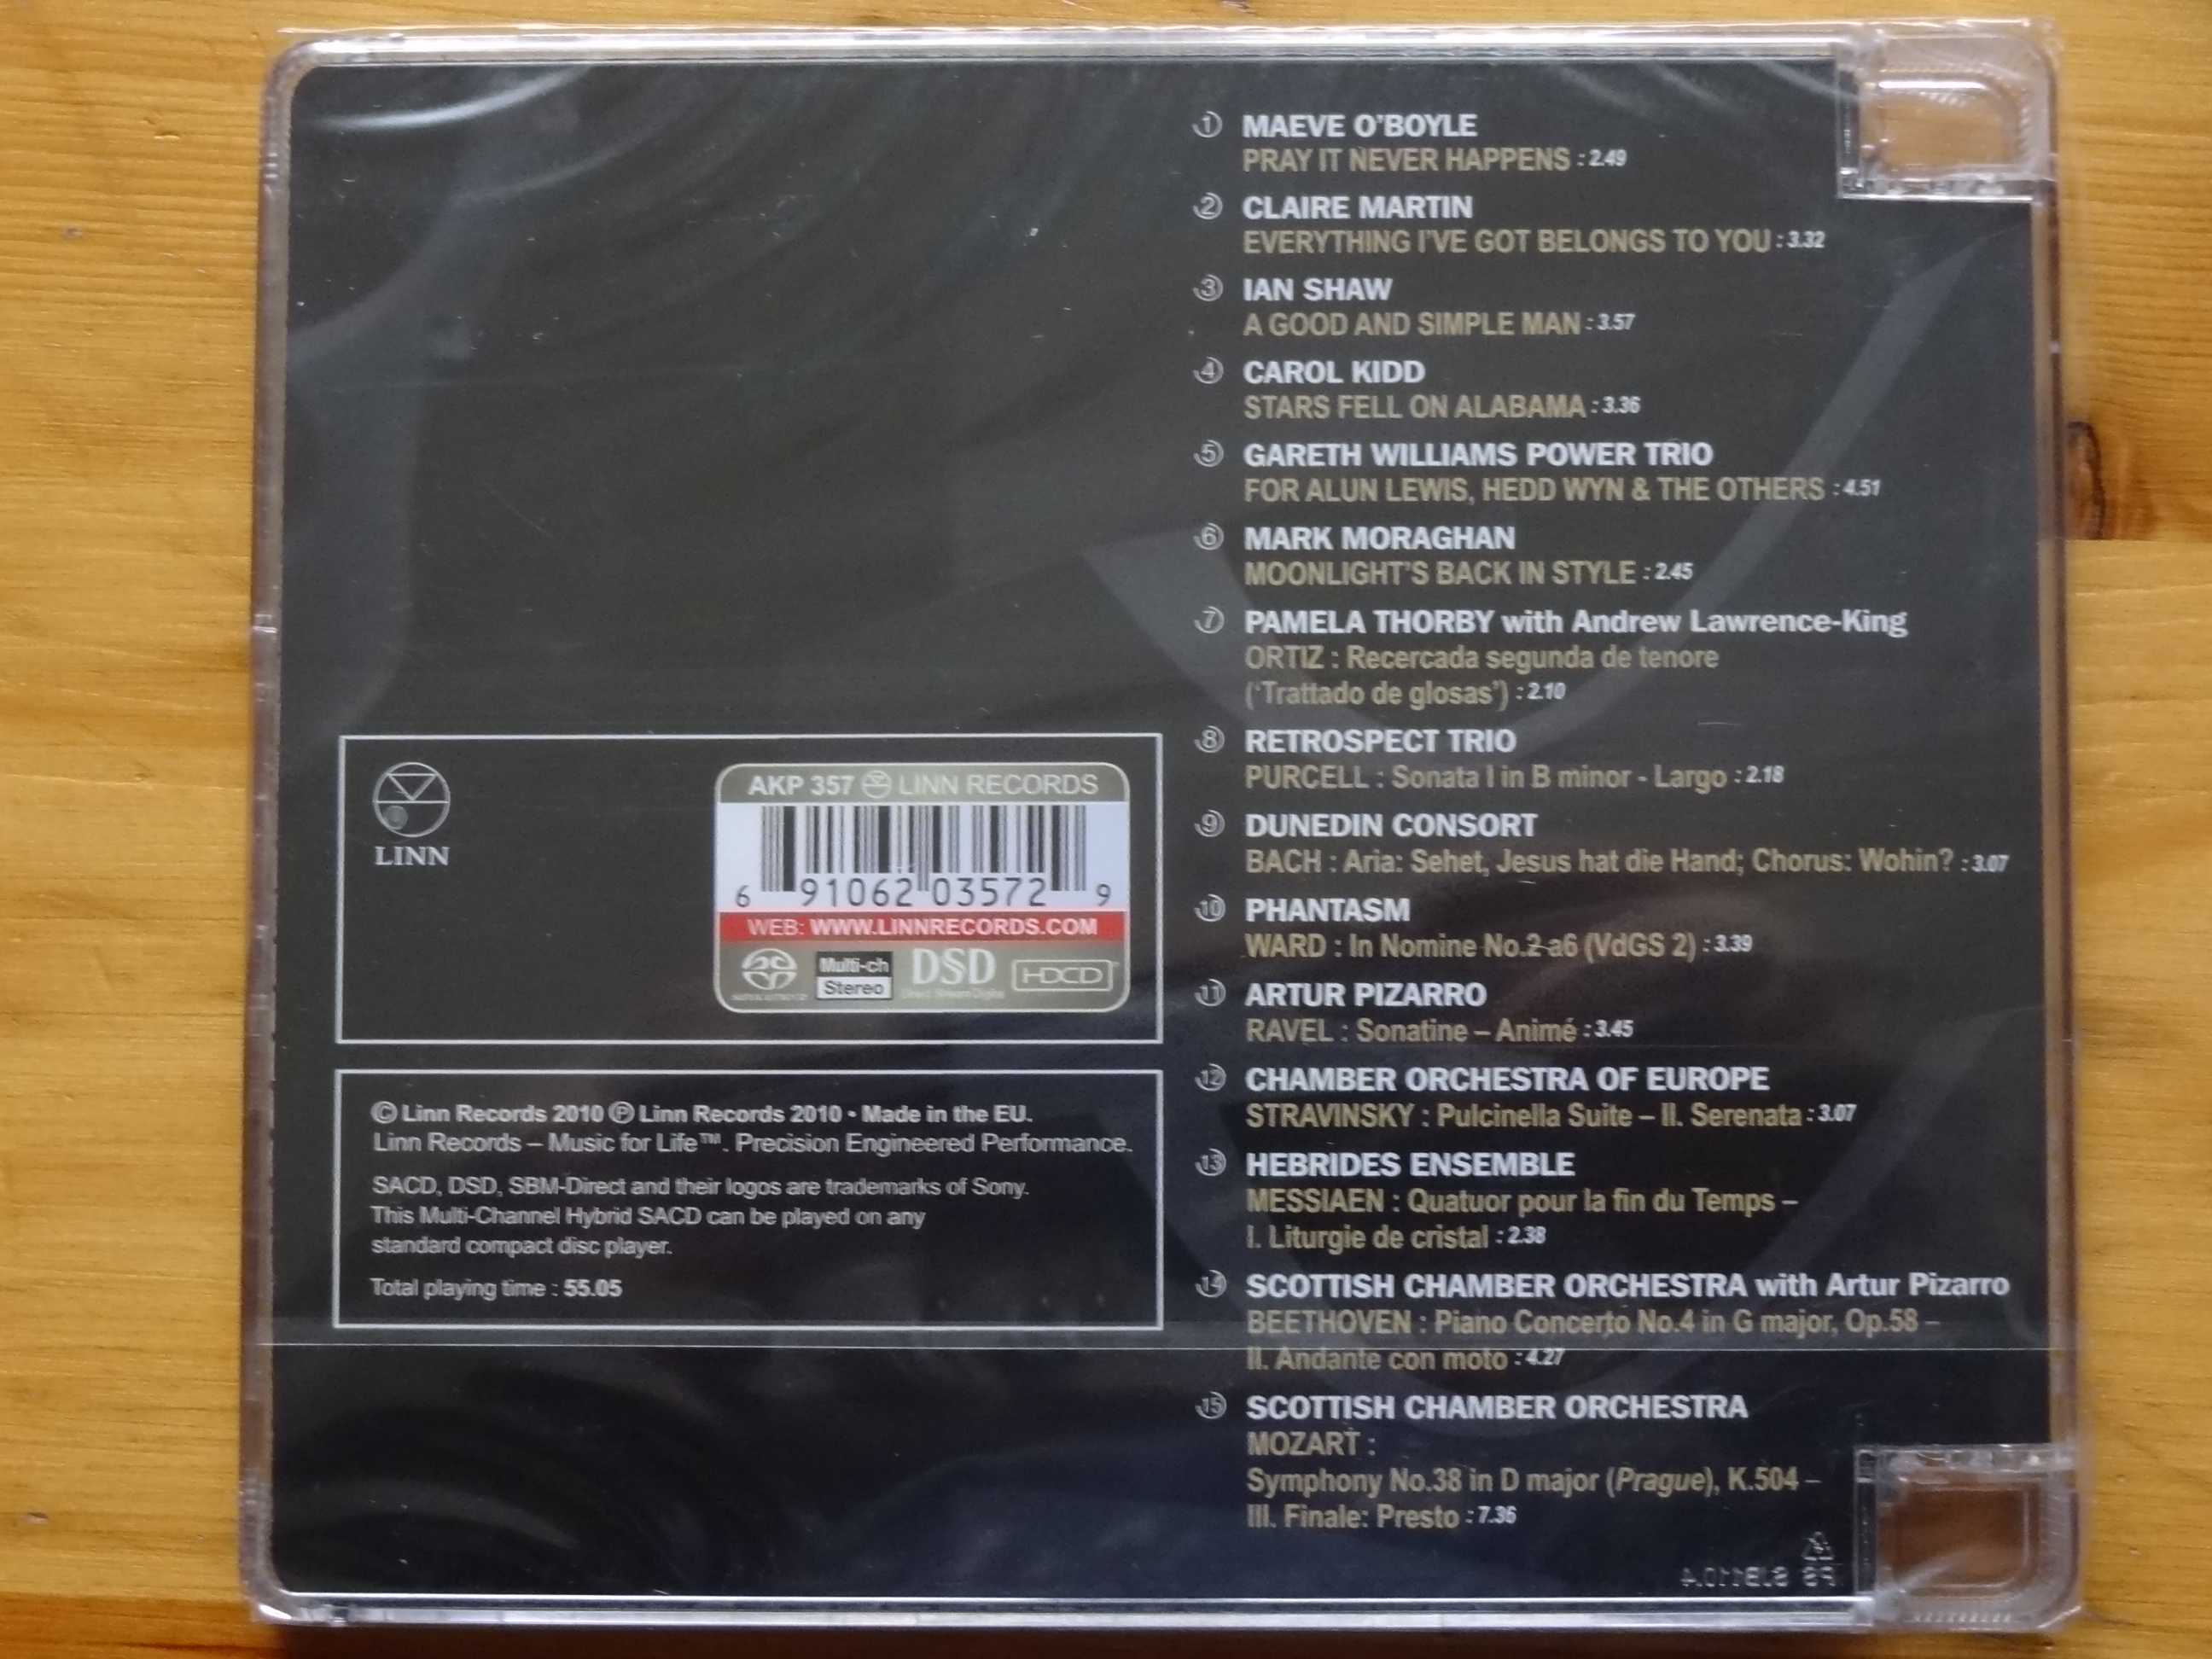 1 MAEVE O'BOYLE
PRAY IT NEVER HAPPENS : 2.49
2 CLAIRE MARTIN
EVERYTHING I'VE GOT BELONGS TO YOU : 3.32
3 IAN SHAW
A GOOD AND SIMPLE MAN : 3.57
4 CAROL KIDD
STARS FELL ON ALABAMA : 3.36
5 GARETH WILLIAMS POWER TRIO
FOR ALUN LEWIS, HEDD WYN & THE OTHERS : 4.51
6 MARK MORAGHAN
MOONLIGHT'S BACK IN STYLE : 2.45
7 PAMELA THORBY with Andrew Lawrence-King
ORTIZ : Recercada segunda de tenore
('Trattado de glosas') : 2.10
8 RETROSPECT TRIO
PURCELL : Sonata I in B minor - Largo : 2.18
9 DUNEDIN CONSORT
BACH : Aria: Sehet, Jesus hat die Hand; Chorus: Wohin? : 3.07
10 PHANTASM
WARD : In Nomine No.2 a6 (VdGS 2) : 3.39
11 ARTUR PIZARRO
RAVEL : Sonatine – Animé : 3.45
12 CHAMBER ORCHESTRA OF EUROPE
STRAVINSKY : Pulcinella Suite – II. Serenata : 3.07
13 HEBRIDES ENSEMBLE
MESSIAEN : Quatuor pour la fin du Temps –
I. Liturgie de cristal : 2.38
14 SCOTTISH CHAMBER ORCHESTRA with Artur Pizarro
BEETHOVEN : Piano Concerto No.4 in G major, Op.58 –
II. Andante con moto : 4.27
15 SCOTTISH CHAMBER ORCHESTRA
MOZART :
Symphony No.38 in D major (Prague), K.504 –
III. Finale: Presto : 7.36
LINN
AKP 357 LINN RECORDS
6 91062 03572 9
WEB: WWW.LINNRECORDS.COM
Multi-ch
Stereo
DSD
Direct Stream Digital
HDCD
© Linn Records 2010 ℗ Linn Records 2010 • Made in the EU.
Linn Records – Music for Life™. Precision Engineered Performance.
SACD, DSD, SBM-Direct and their logos are trademarks of Sony.
This Multi-Channel Hybrid SACD can be played on any
standard compact disc player.
Total playing time : 55.05